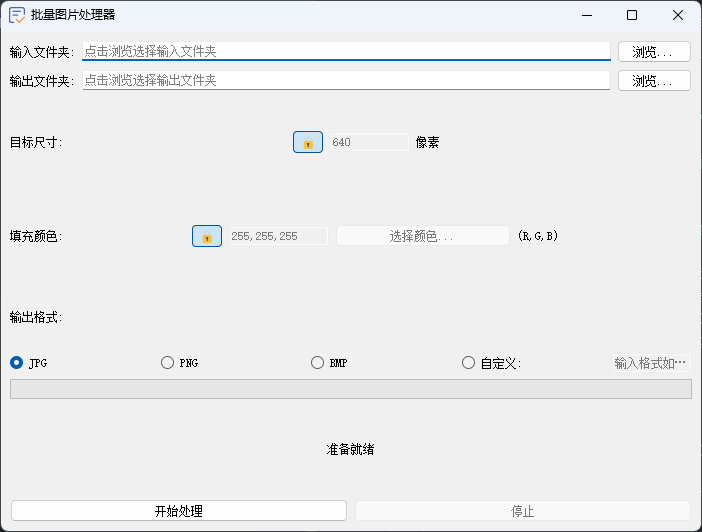 批量图片处理器
输入文件夹: 点击浏览选择输入文件夹 浏览...
输出文件夹: 点击浏览选择输出文件夹 浏览...
目标尺寸: 640 像素
填充颜色: 255,255,255 选择颜色... (R,G,B)
输出格式:
JPG PNG BMP 自定义: 输入格式如…
准备就绪
开始处理 停止